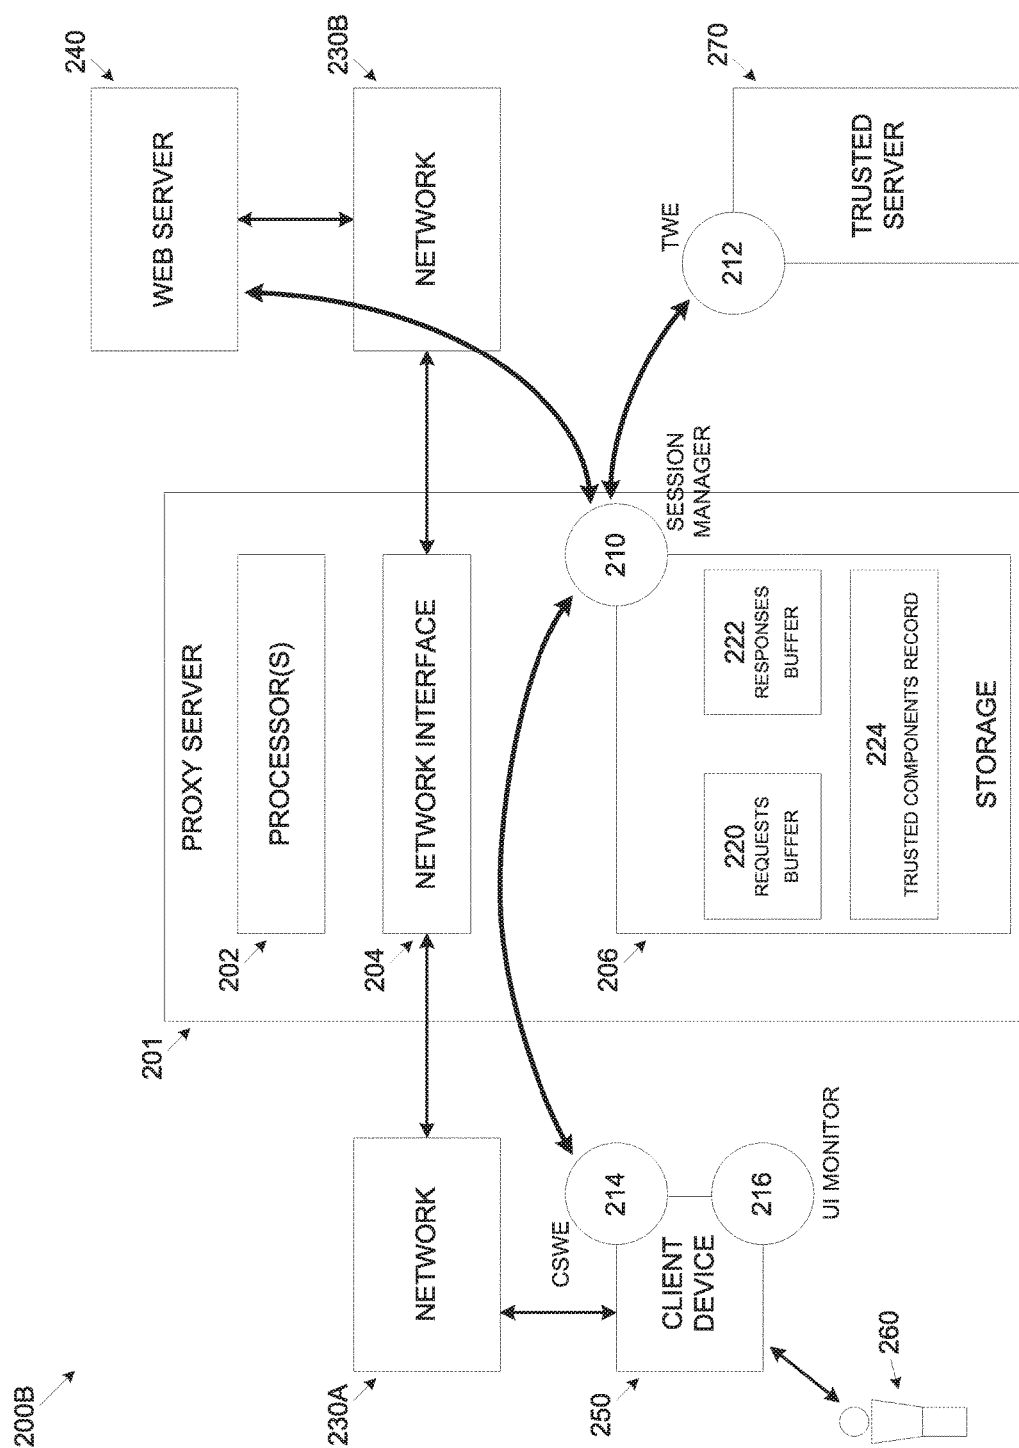 200B
201
PROXY SERVER
202
PROCESSOR(S)
240
WEB SERVER
230A
NETWORK
204
NETWORK INTERFACE
230B
NETWORK
CSWE
214
250
CLIENT
DEVICE
216
UI MONITOR
260
210
SESSION
MANAGER
206
220
REQUESTS
BUFFER
222
RESPONSES
BUFFER
224
TRUSTED COMPONENTS RECORD
STORAGE
TWE
212
270
TRUSTED
SERVER